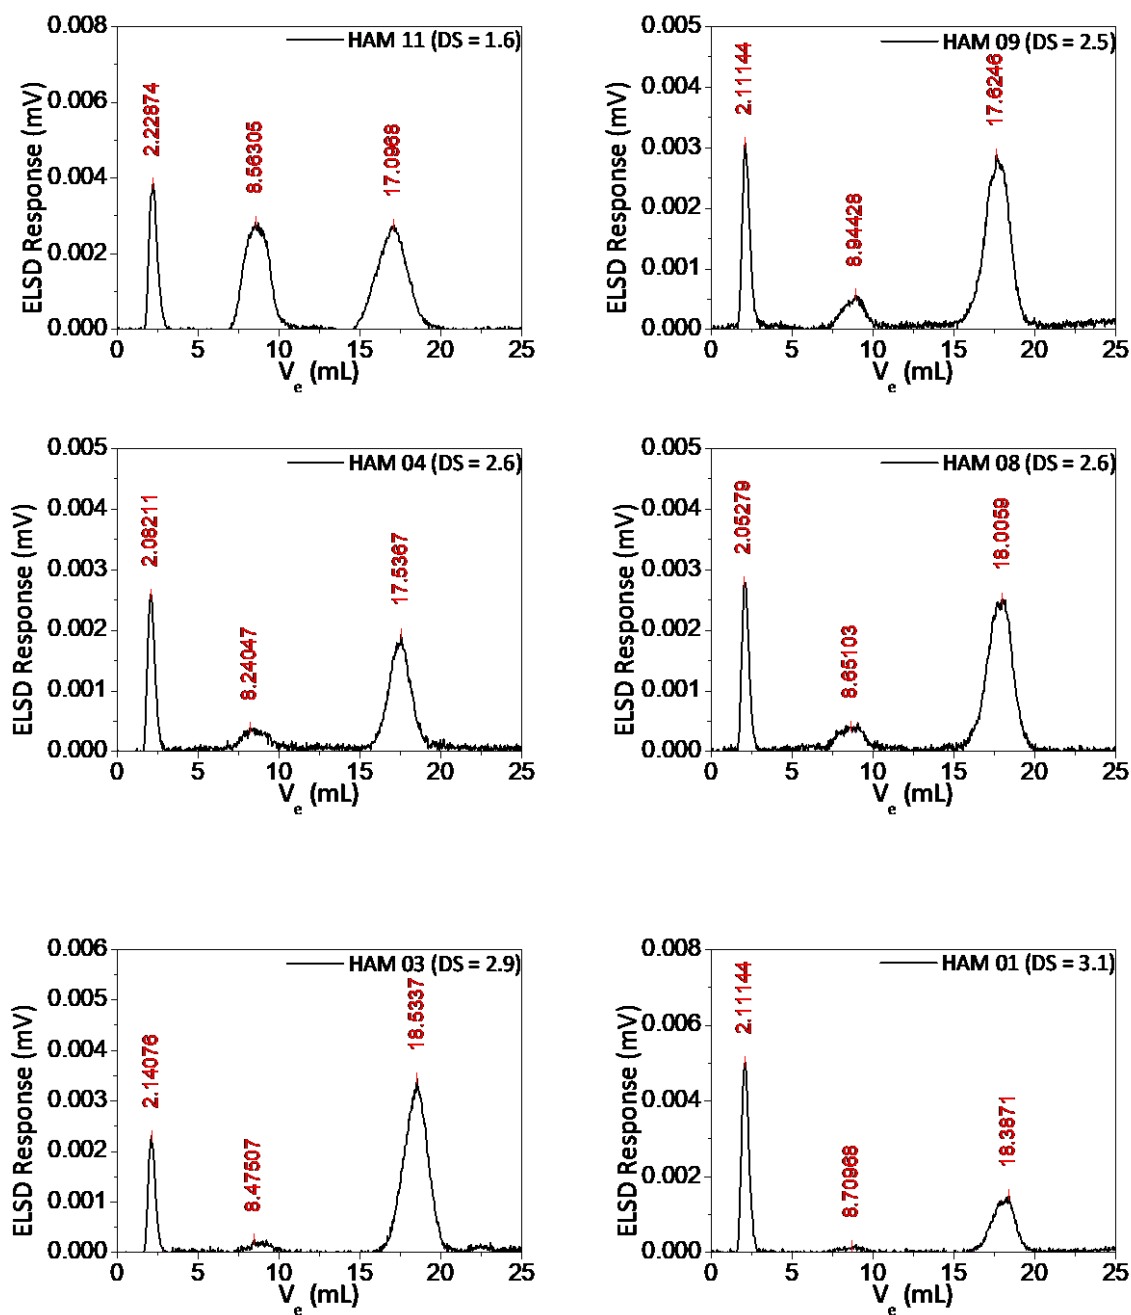 HAM 11 (DS = 1.6)
ELSD Response (mV)
0.008
0.006
0.004
0.002
0.000
2.22874
8.56305
17.0968
0 5 10 15 20 25
V_e (mL)
HAM 09 (DS = 2.5)
ELSD Response (mV)
0.005
0.004
0.003
0.002
0.001
0.000
2.11144
8.94428
17.6246
0 5 10 15 20 25
V_e (mL)
HAM 04 (DS = 2.6)
ELSD Response (mV)
0.005
0.004
0.003
0.002
0.001
0.000
2.08211
8.24047
17.5367
0 5 10 15 20 25
V_e (mL)
HAM 08 (DS = 2.6)
ELSD Response (mV)
0.005
0.004
0.003
0.002
0.001
0.000
2.05279
8.65103
18.0059
0 5 10 15 20 25
V_e (mL)
HAM 03 (DS = 2.9)
ELSD Response (mV)
0.006
0.005
0.004
0.003
0.002
0.001
0.000
2.14076
8.47507
18.5337
0 5 10 15 20 25
V_e (mL)
HAM 01 (DS = 3.1)
ELSD Response (mV)
0.008
0.006
0.004
0.002
0.000
2.11144
8.70968
18.3871
0 5 10 15 20 25
V_e (mL)